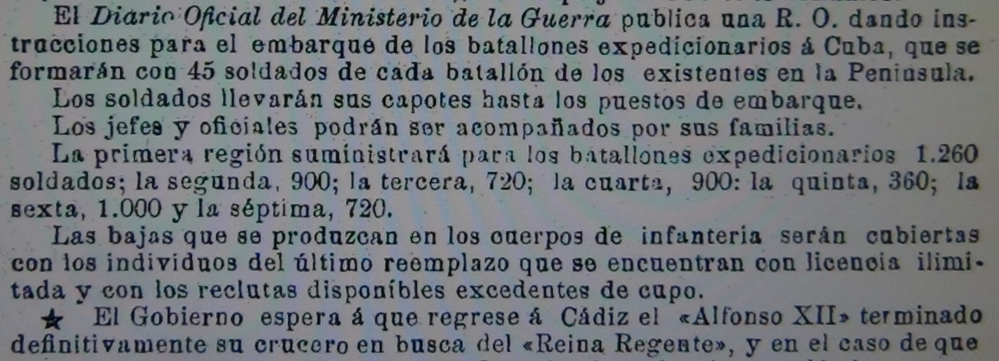 El Diario Oficial del Ministerio de la Guerra publica una R. O. dando ins-
trucciones para el embarque de los batallones expedicionarios á Cuba, que se
formarán con 45 soldados de cada batallón de los existentes en la Península.
Los soldados llevarán sus capotes hasta los puestos de embarque.
Los jefes y oficiales podrán ser acompañados por sus familias.
La primera región suministrará para los batallones expedicionarios 1.260
soldados; la segunda, 900; la tercera, 720; la cuarta, 900: la quinta, 360; la
sexta, 1.000 y la séptima, 720.
Las bajas que se produzcan en los cuerpos de infantería serán cubiertas
con los individuos del último reemplazo que se encuentran con licencia ilimi-
tada y con los reclutas disponibles excedentes de cupo.
★ El Gobierno espera á que regrese á Cádiz el «Alfonso XII» terminado
definitivamente su crucero en busca del «Reina Regente», y en el caso de que